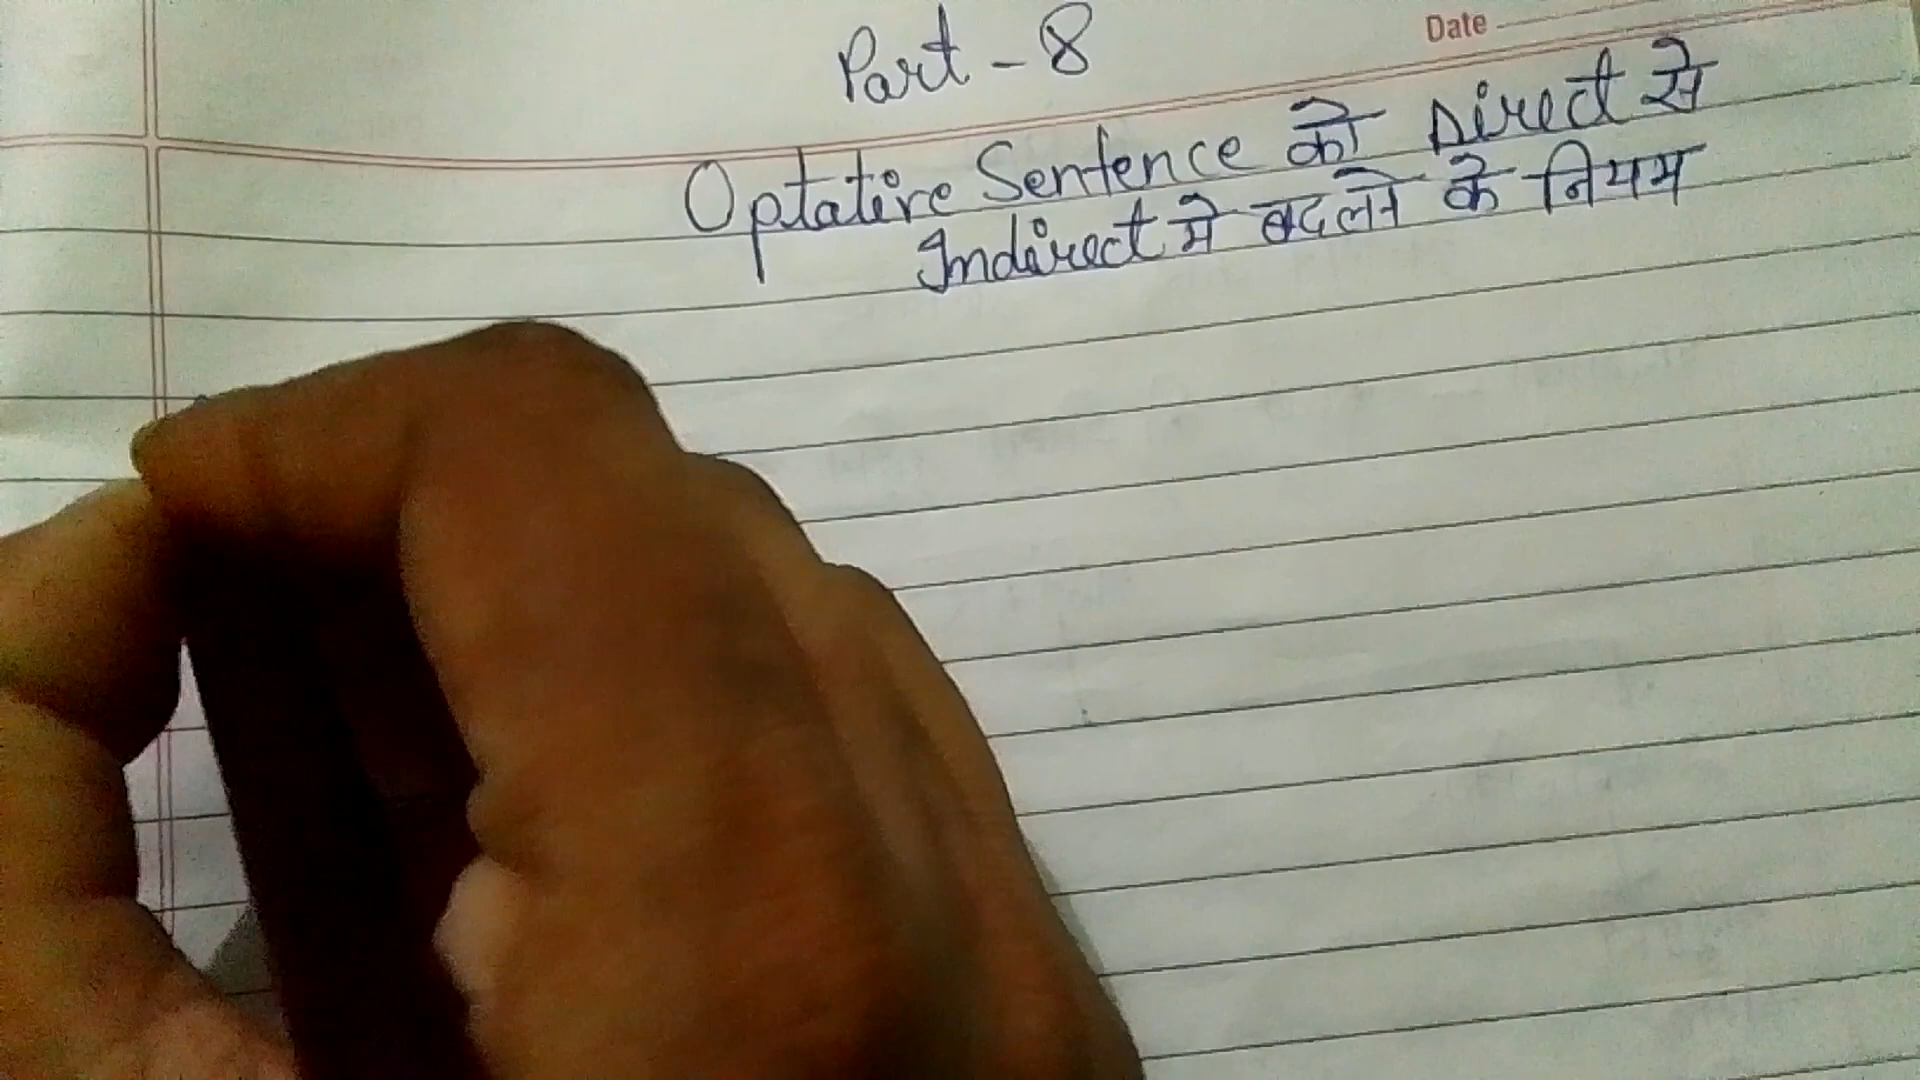 Part - 8
Date
Optative Sentence को Direct से
Indirect मे बदलने के नियम